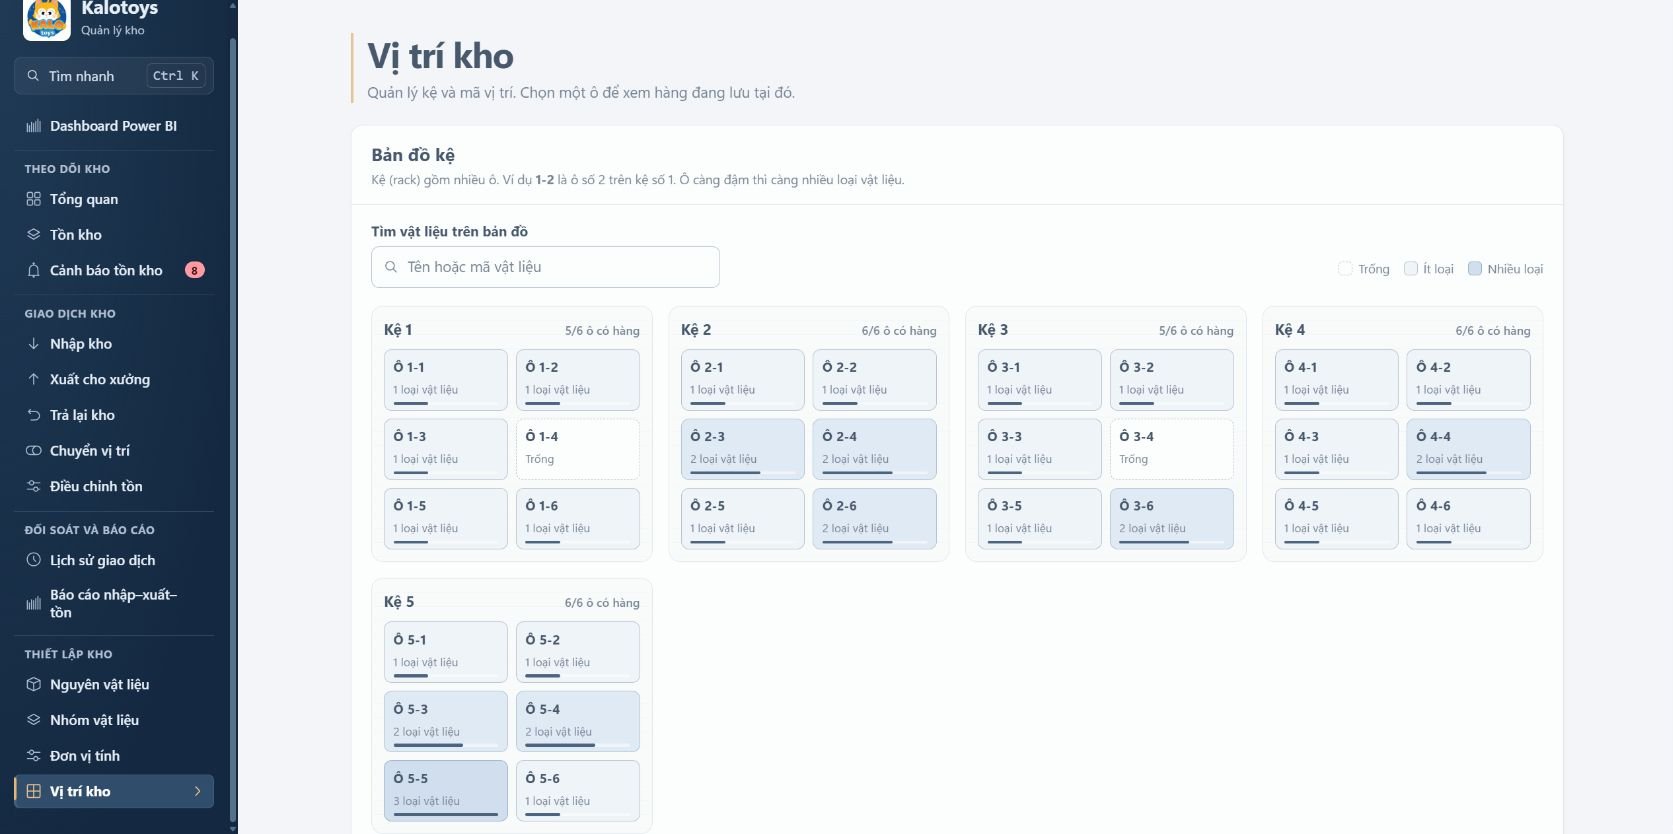 Kalotoys
Quản lý kho
Tìm nhanh Ctrl K
Dashboard Power BI
THEO DÕI KHO
Tổng quan
Tồn kho
Cảnh báo tồn kho 8
GIAO DỊCH KHO
Nhập kho
Xuất cho xưởng
Trả lại kho
Chuyển vị trí
Điều chỉnh tồn
ĐỐI SOÁT VÀ BÁO CÁO
Lịch sử giao dịch
Báo cáo nhập–xuất–
tồn
THIẾT LẬP KHO
Nguyên vật liệu
Nhóm vật liệu
Đơn vị tính
Vị trí kho
Vị trí kho
Quản lý kệ và mã vị trí. Chọn một ô để xem hàng đang lưu tại đó.
Bản đồ kệ
Kệ (rack) gồm nhiều ô. Ví dụ 1-2 là ô số 2 trên kệ số 1. Ô càng đậm thì càng nhiều loại vật liệu.
Tìm vật liệu trên bản đồ
Tên hoặc mã vật liệu
Trống Ít loại Nhiều loại
Kệ 1 5/6 ô có hàng
Ô 1-1 Ô 1-2
1 loại vật liệu 1 loại vật liệu
Ô 1-3 Ô 1-4
1 loại vật liệu Trống
Ô 1-5 Ô 1-6
1 loại vật liệu 1 loại vật liệu
Kệ 2 6/6 ô có hàng
Ô 2-1 Ô 2-2
1 loại vật liệu 1 loại vật liệu
Ô 2-3 Ô 2-4
2 loại vật liệu 2 loại vật liệu
Ô 2-5 Ô 2-6
1 loại vật liệu 2 loại vật liệu
Kệ 3 5/6 ô có hàng
Ô 3-1 Ô 3-2
1 loại vật liệu 1 loại vật liệu
Ô 3-3 Ô 3-4
1 loại vật liệu Trống
Ô 3-5 Ô 3-6
1 loại vật liệu 2 loại vật liệu
Kệ 4 6/6 ô có hàng
Ô 4-1 Ô 4-2
1 loại vật liệu 1 loại vật liệu
Ô 4-3 Ô 4-4
1 loại vật liệu 2 loại vật liệu
Ô 4-5 Ô 4-6
1 loại vật liệu 1 loại vật liệu
Kệ 5 6/6 ô có hàng
Ô 5-1 Ô 5-2
1 loại vật liệu 1 loại vật liệu
Ô 5-3 Ô 5-4
2 loại vật liệu 2 loại vật liệu
Ô 5-5 Ô 5-6
3 loại vật liệu 1 loại vật liệu